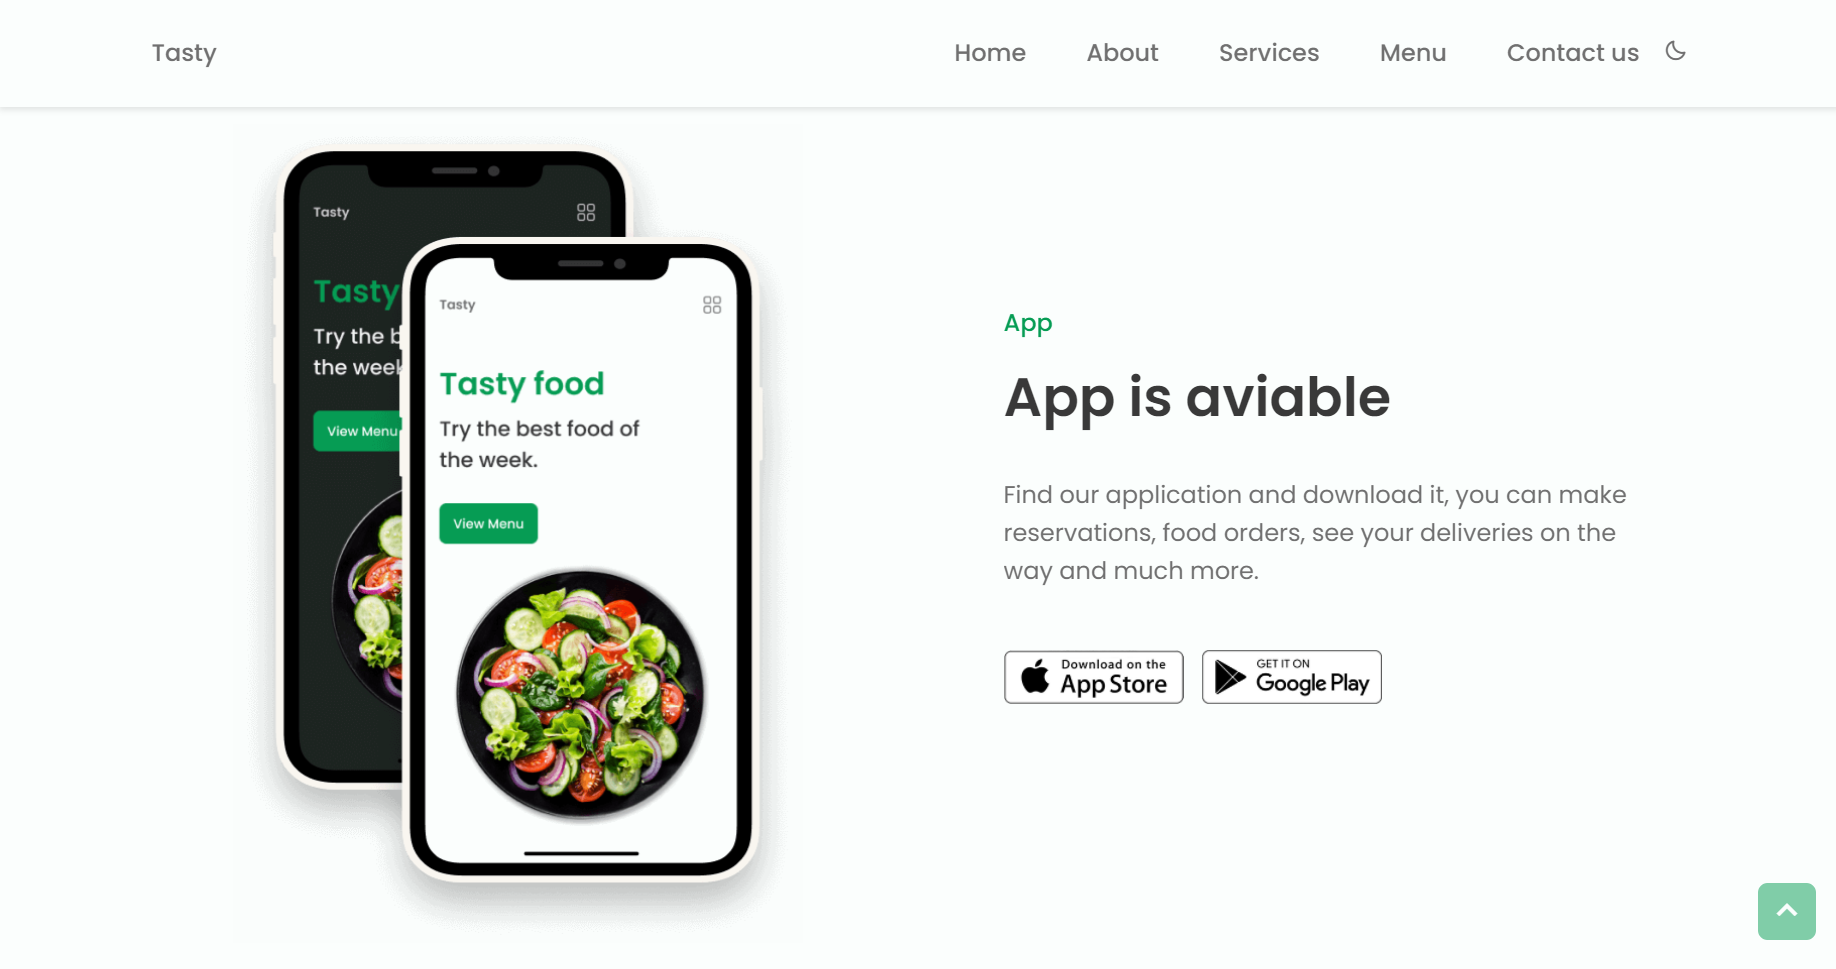 Tasty
Home About Services Menu Contact us
Tasty
Tasty
Try the b
the week
View Menu
Tasty
Tasty food
Try the best food of
the week.
View Menu
App
App is aviable
Find our application and download it, you can make
reservations, food orders, see your deliveries on the
way and much more.
Download on the
App Store
GET IT ON
Google Play